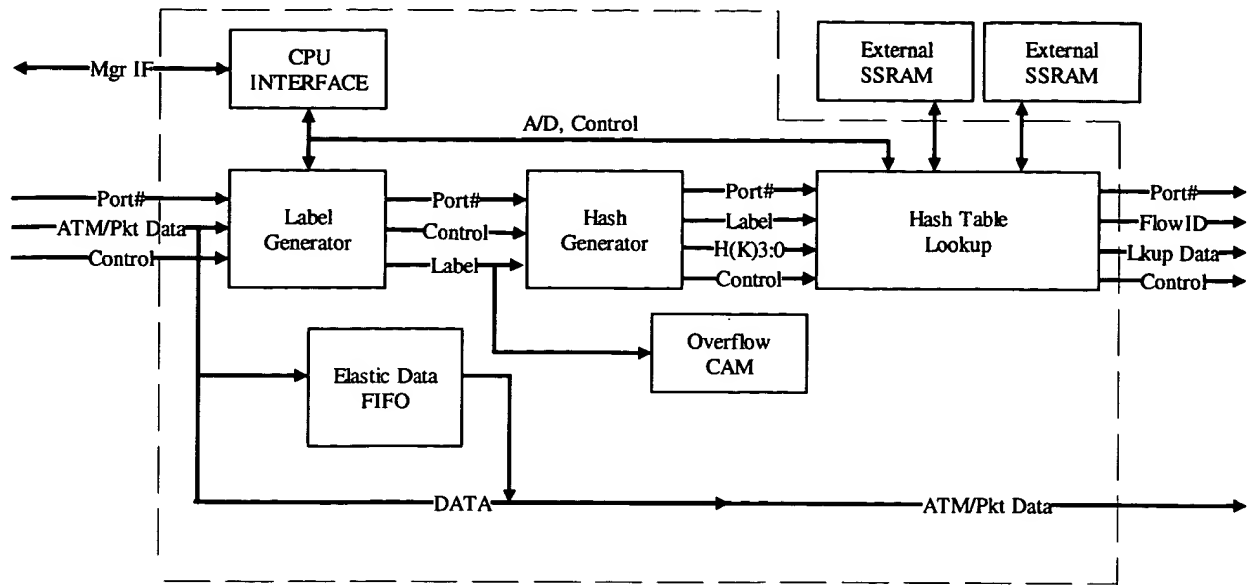 CPU
INTERFACE
External
SSRAM
External
SSRAM
Mgr IF
A/D, Control
Port#
ATM/Pkt Data
Control
Label
Generator
Port#
Control
Label
Hash
Generator
Port#
Label
H(K)3:0
Control
Hash Table
Lookup
Port#
FlowID
Lkup Data
Control
Elastic Data
FIFO
Overflow
CAM
DATA
ATM/Pkt Data